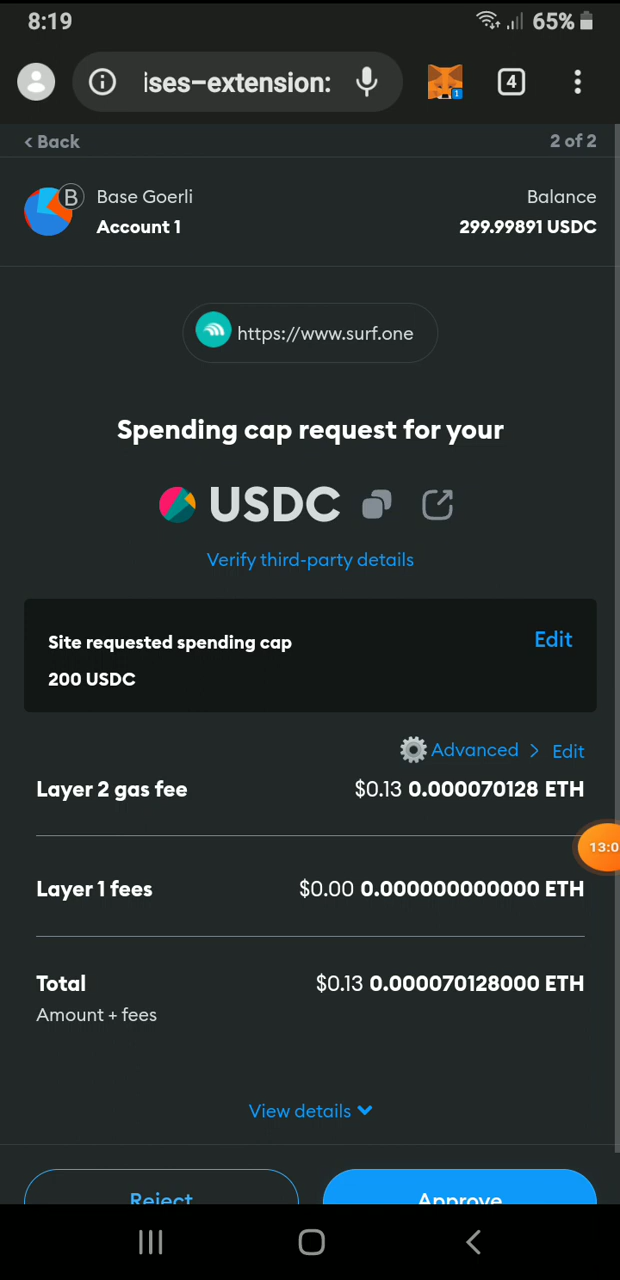 8:19
65%
ises–extension:
4
1
< Back
2 of 2
B
Base Goerli
Balance
Account 1
299.99891 USDC
https://www.surf.one
Spending cap request for your
USDC
Verify third-party details
Site requested spending cap
Edit
200 USDC
Advanced >
Edit
Layer 2 gas fee
$0.13 0.000070128 ETH
13:0
Layer 1 fees
$0.00 0.000000000000 ETH
Total
$0.13 0.000070128000 ETH
Amount + fees
View details
Reject
Approve